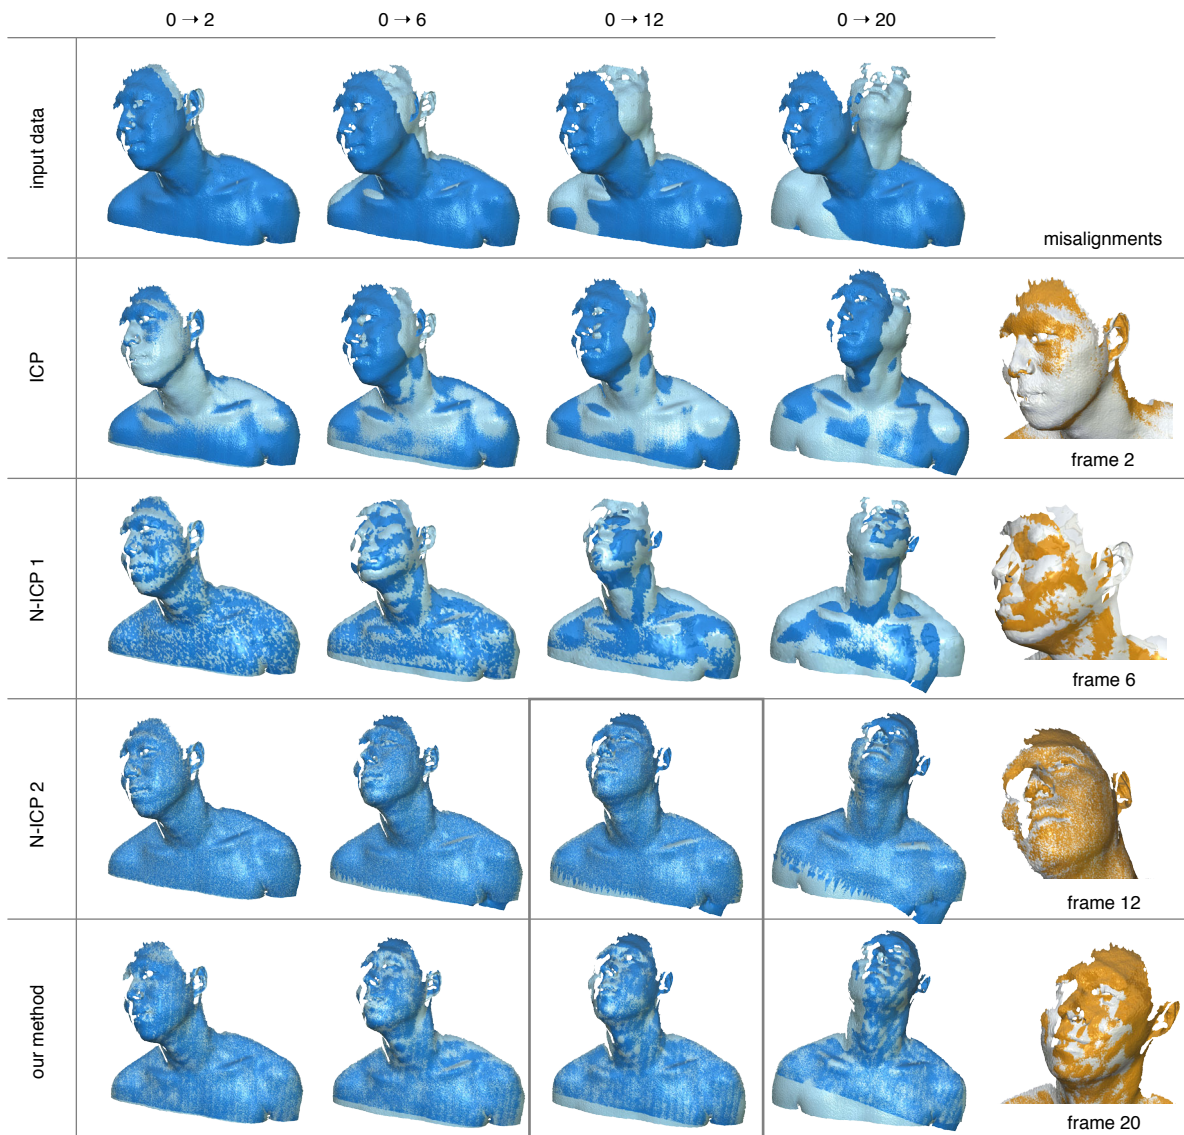 0 → 2
0 → 6
0 → 12
0 → 20
input data
misalignments
ICP
frame 2
N-ICP 1
frame 6
N-ICP 2
frame 12
our method
frame 20